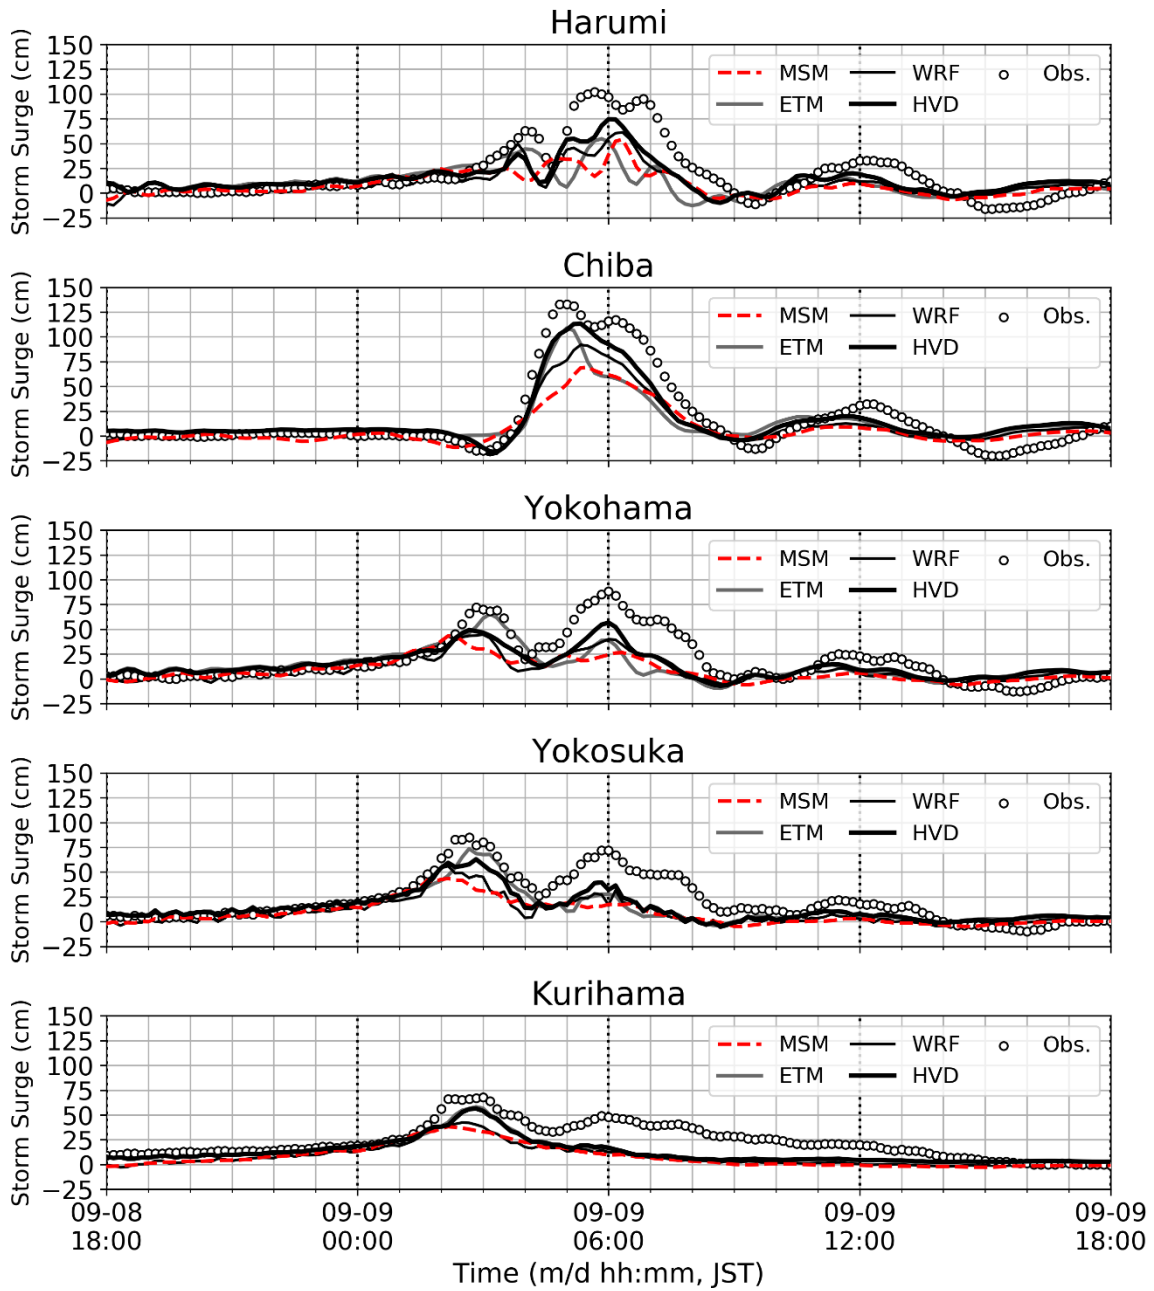 Harumi
Storm Surge (cm)
150
125
100
75
50
25
0
−25
MSM WRF Obs.
ETM HVD
Chiba
Storm Surge (cm)
150
125
100
75
50
25
0
−25
MSM WRF Obs.
ETM HVD
Yokohama
Storm Surge (cm)
150
125
100
75
50
25
0
−25
MSM WRF Obs.
ETM HVD
Yokosuka
Storm Surge (cm)
150
125
100
75
50
25
0
−25
MSM WRF Obs.
ETM HVD
Kurihama
Storm Surge (cm)
150
125
100
75
50
25
0
−25
MSM WRF Obs.
ETM HVD
09-08 09-09 09-09 09-09 09-09
18:00 00:00 06:00 12:00 18:00
Time (m/d hh:mm, JST)